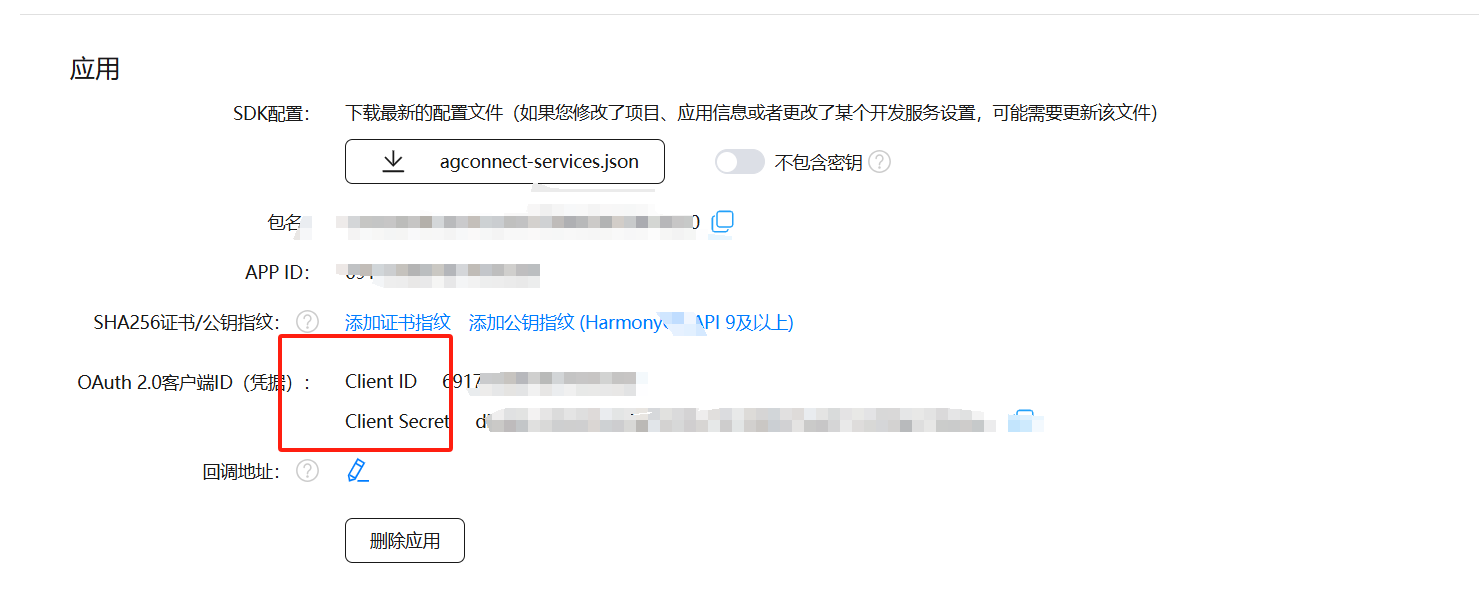 应用
SDK配置： 下载最新的配置文件（如果您修改了项目、应用信息或者更改了某个开发服务设置，可能需要更新该文件）
agconnect-services.json 不包含密钥 ?
包名
APP ID：
SHA256证书/公钥指纹： ? 添加证书指纹 添加公钥指纹 (Harmony API 9及以上)
OAuth 2.0客户端ID（凭据）： Client ID 6917
Client Secret
回调地址： ?
删除应用